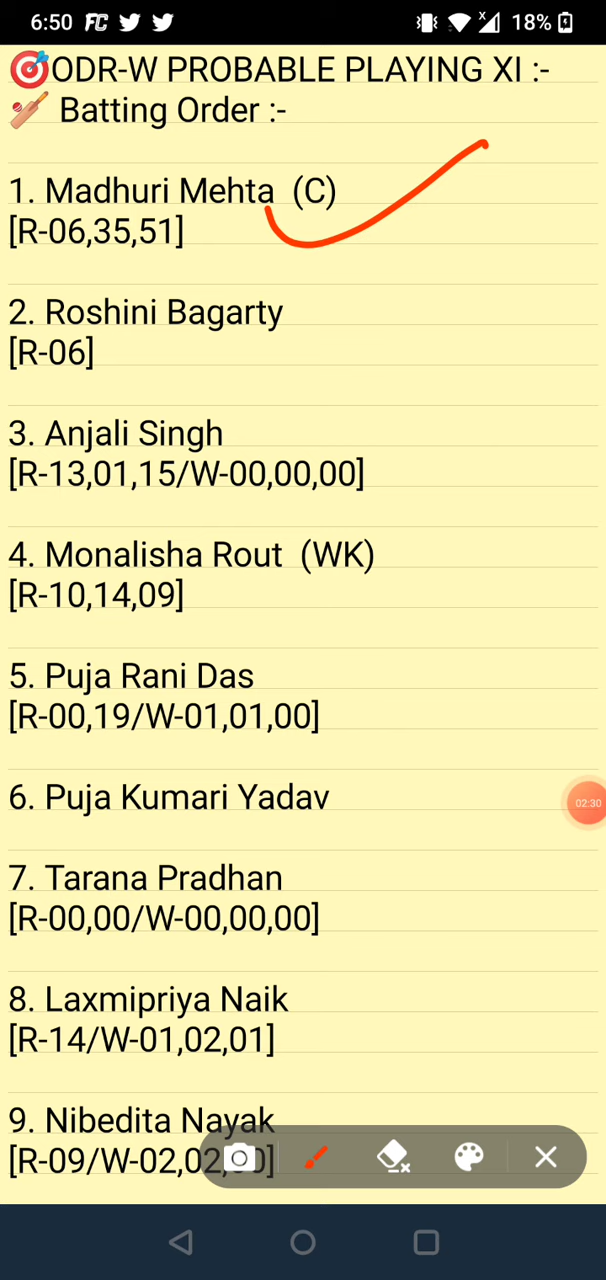 6:50 FC 18%
ODR-W PROBABLE PLAYING XI :-
Batting Order :-
1. Madhuri Mehta (C)
[R-06,35,51]
2. Roshini Bagarty
[R-06]
3. Anjali Singh
[R-13,01,15/W-00,00,00]
4. Monalisha Rout (WK)
[R-10,14,09]
5. Puja Rani Das
[R-00,19/W-01,01,00]
6. Puja Kumari Yadav
02:30
7. Tarana Pradhan
[R-00,00/W-00,00,00]
8. Laxmipriya Naik
[R-14/W-01,02,01]
9. Nibedita Nayak
[R-09/W-02,02